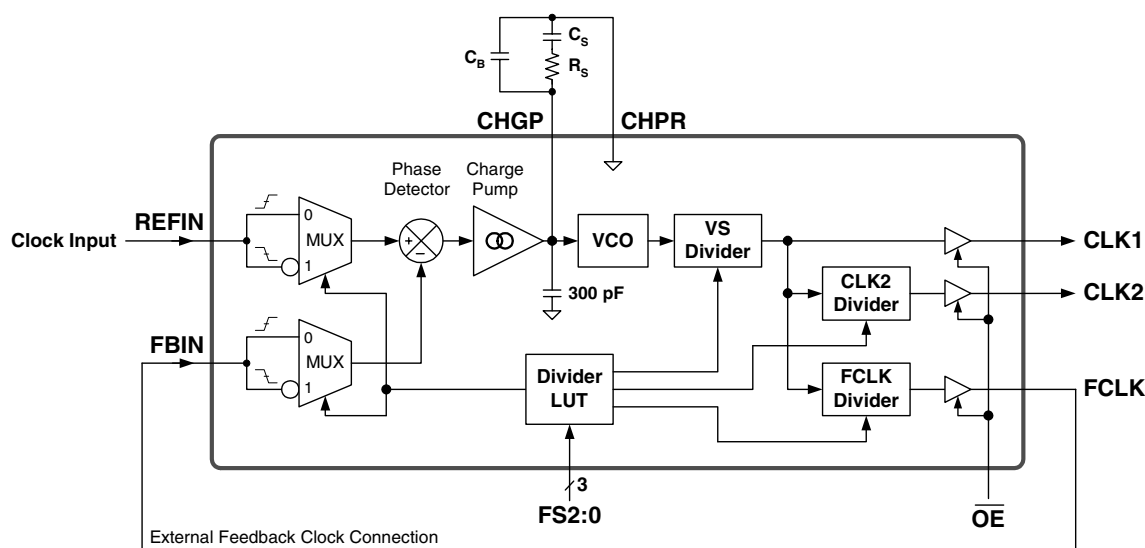 C_S
C_B
R_S
CHGP
CHPR
Phase
Detector
Charge
Pump
REFIN
Clock Input
0
MUX
1
+
−
VCO
VS
Divider
CLK1
300 pF
CLK2
Divider
CLK2
FBIN
0
MUX
1
Divider
LUT
FCLK
Divider
FCLK
3
FS2:0
OE
External Feedback Clock Connection